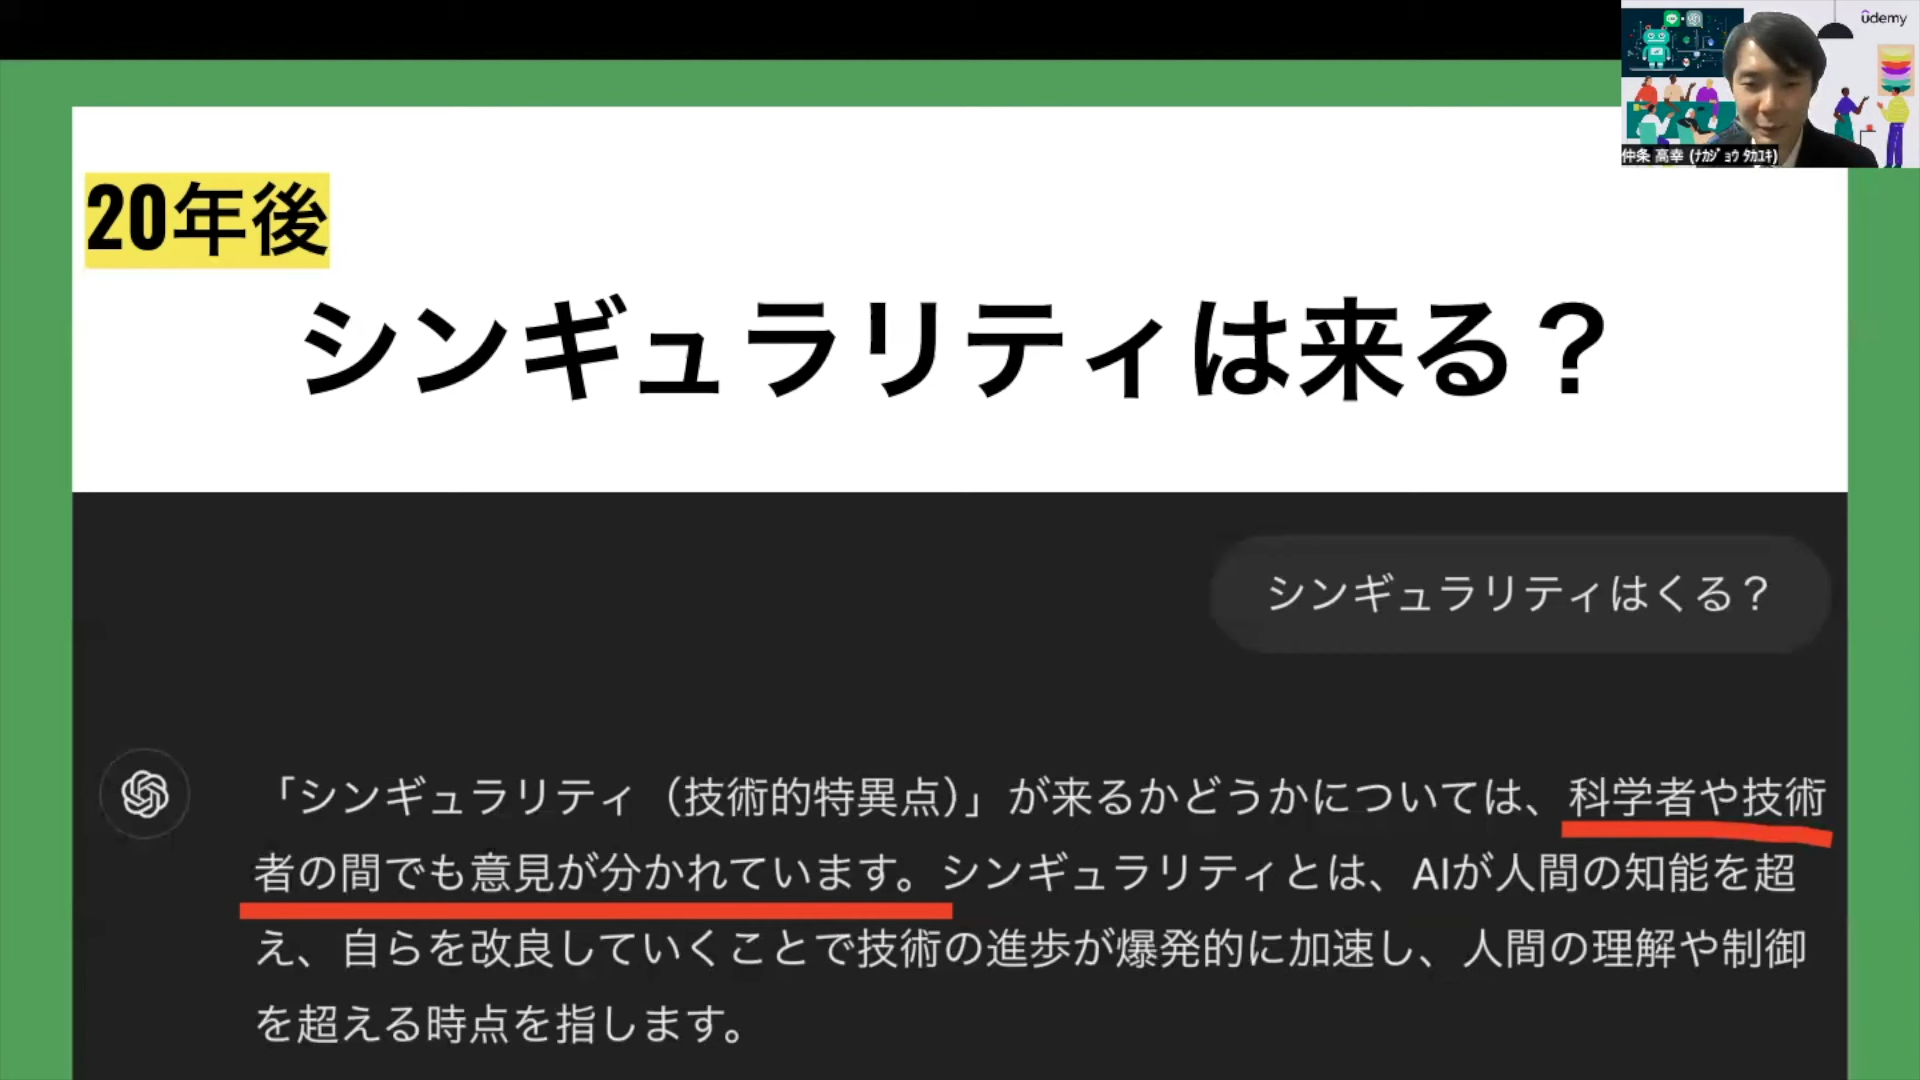 ûdemy
仲条 高幸 (ナカジョウ タカユキ)
20年後
シンギュラリティは来る？
シンギュラリティはくる？
「シンギュラリティ（技術的特異点）」が来るかどうかについては、科学者や技術
者の間でも意見が分かれています。シンギュラリティとは、AIが人間の知能を超
え、自らを改良していくことで技術の進歩が爆発的に加速し、人間の理解や制御
を超える時点を指します。